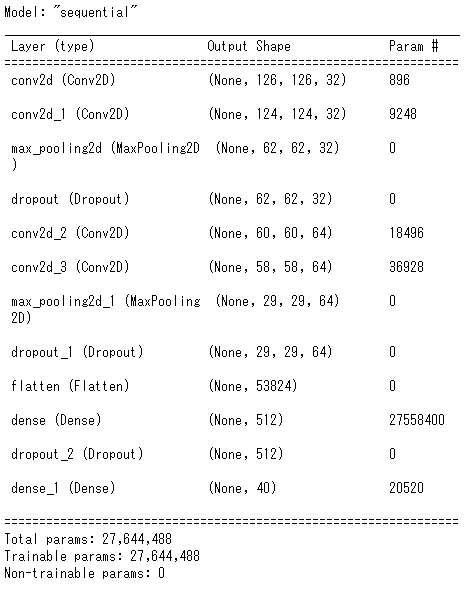 Model: "sequential"
Layer (type) Output Shape Param #
=================================================================
conv2d (Conv2D) (None, 126, 126, 32) 896
conv2d_1 (Conv2D) (None, 124, 124, 32) 9248
max_pooling2d (MaxPooling2D (None, 62, 62, 32) 0
)
dropout (Dropout) (None, 62, 62, 32) 0
conv2d_2 (Conv2D) (None, 60, 60, 64) 18496
conv2d_3 (Conv2D) (None, 58, 58, 64) 36928
max_pooling2d_1 (MaxPooling (None, 29, 29, 64) 0
2D)
dropout_1 (Dropout) (None, 29, 29, 64) 0
flatten (Flatten) (None, 53824) 0
dense (Dense) (None, 512) 27558400
dropout_2 (Dropout) (None, 512) 0
dense_1 (Dense) (None, 40) 20520
=================================================================
Total params: 27,644,488
Trainable params: 27,644,488
Non-trainable params: 0